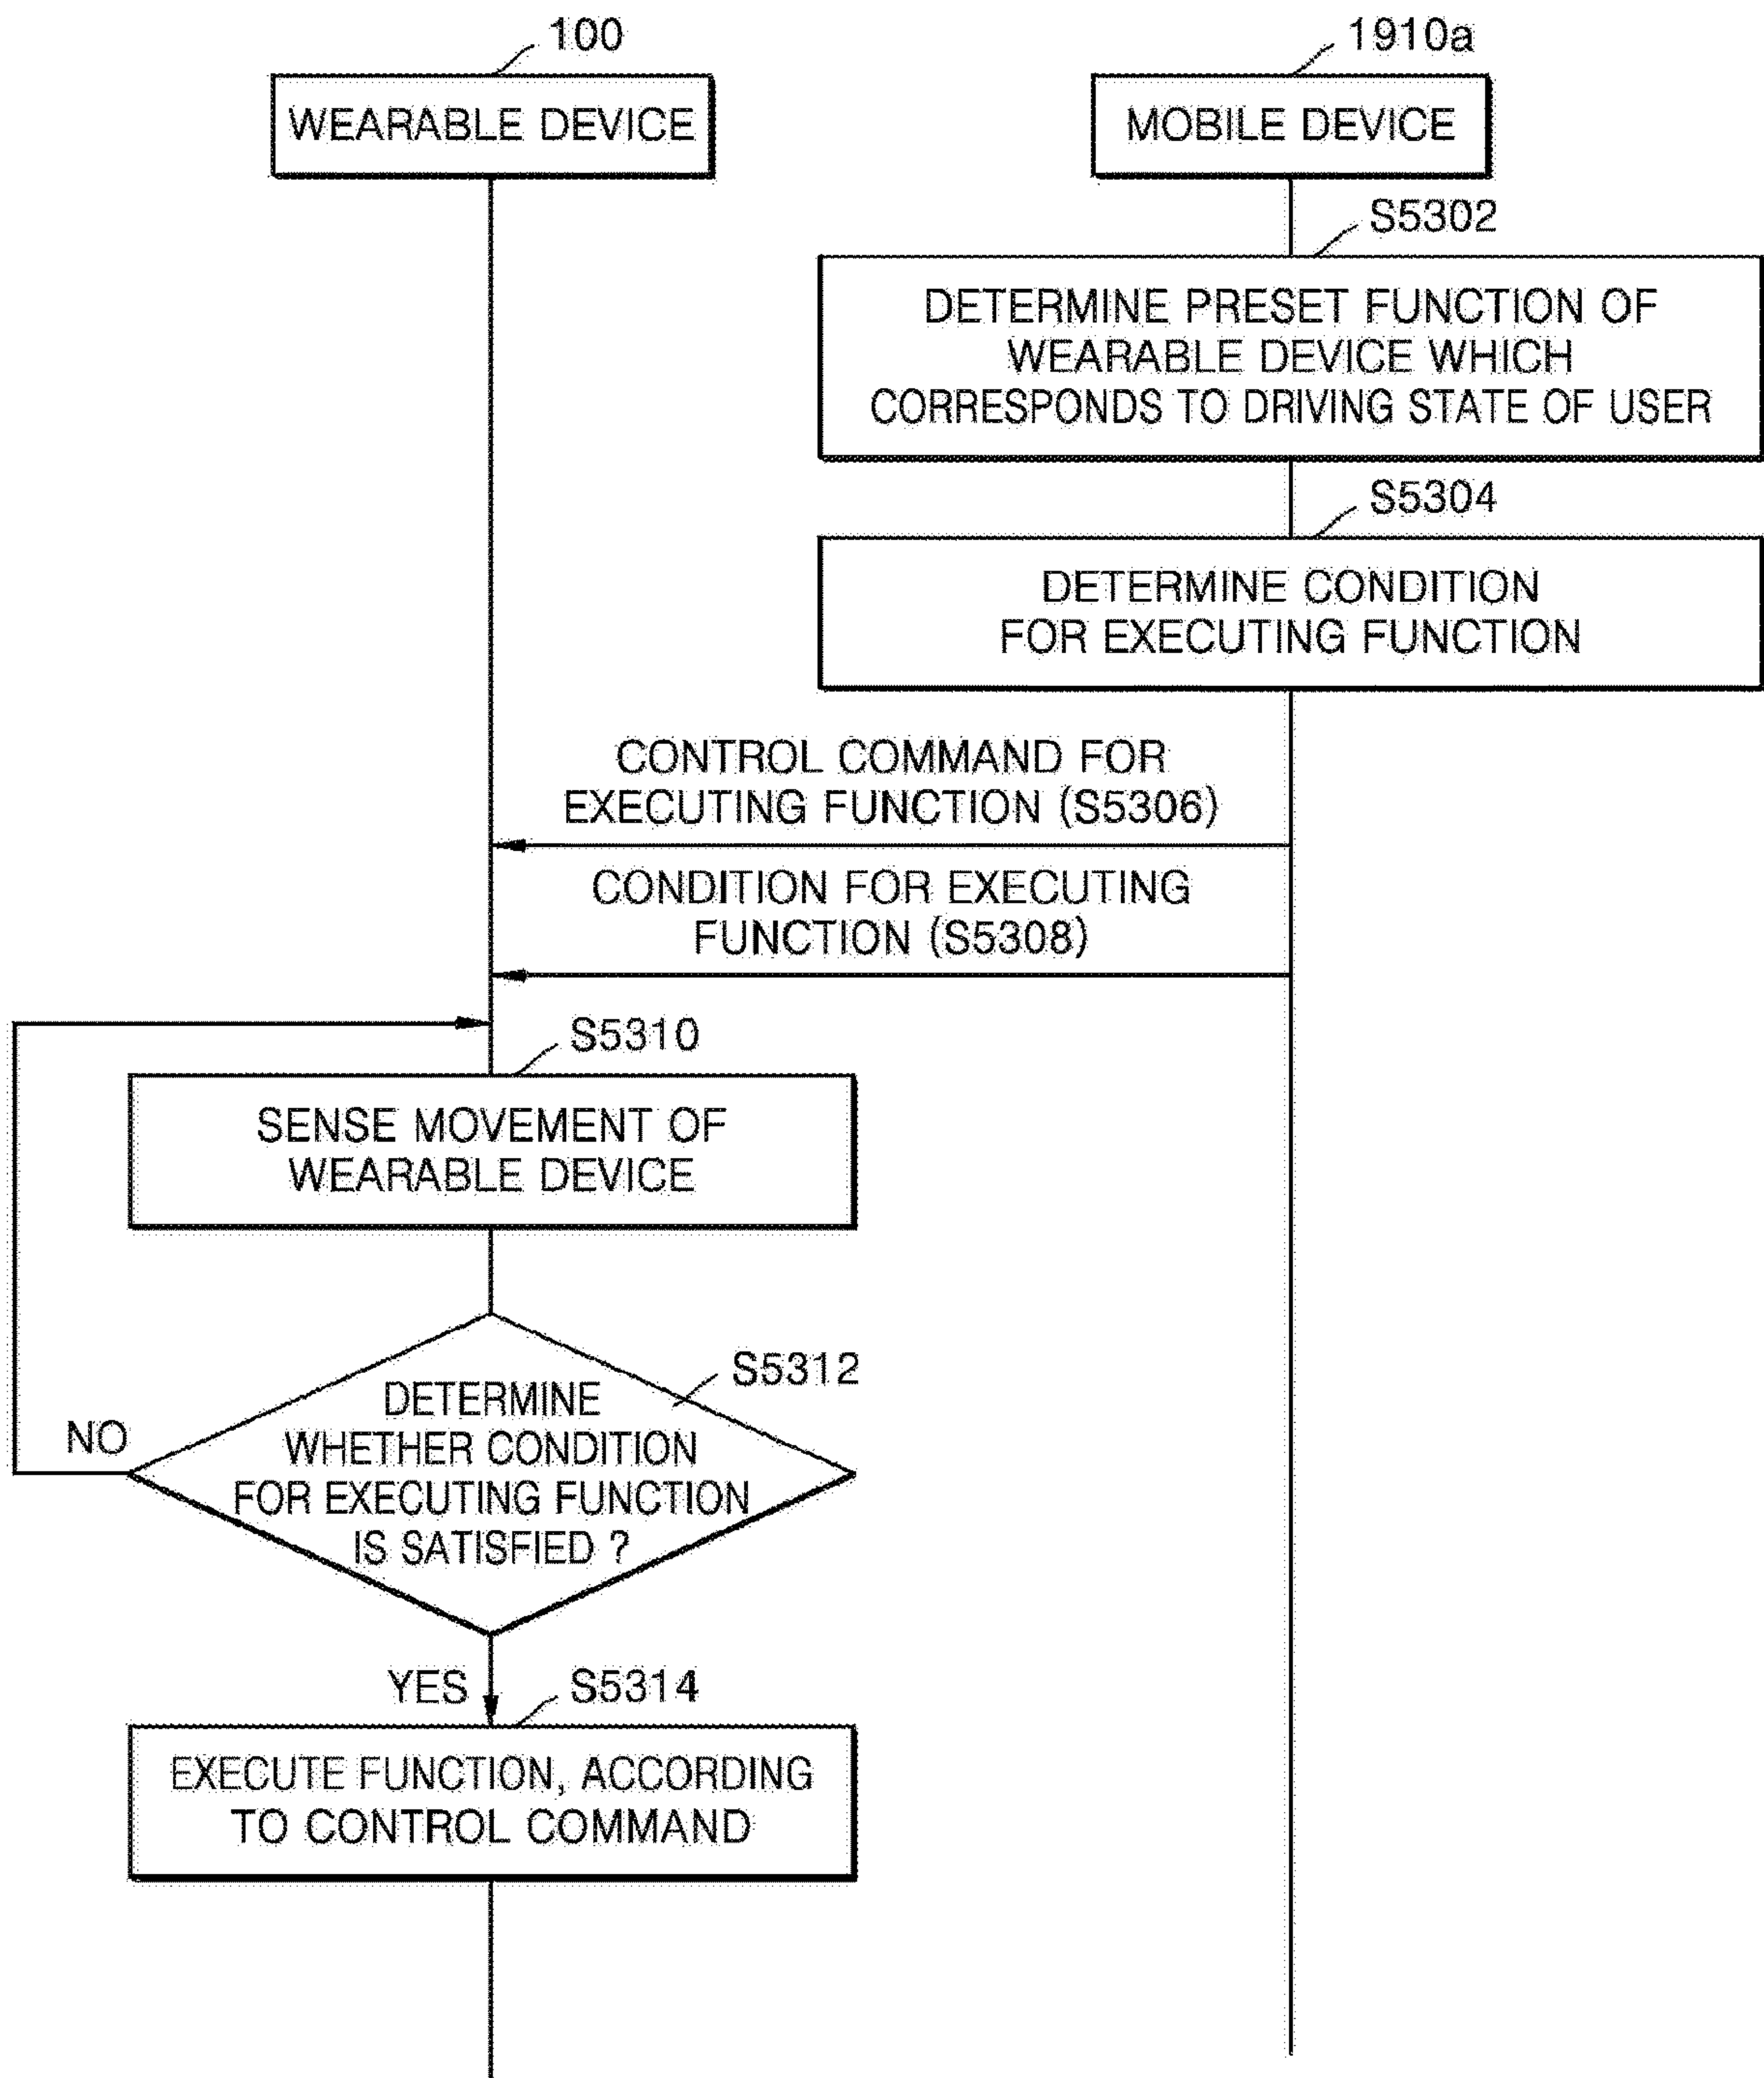 100
1910a
WEARABLE DEVICE
MOBILE DEVICE
S5302
DETERMINE PRESET FUNCTION OF
WEARABLE DEVICE WHICH
CORRESPONDS TO DRIVING STATE OF USER
S5304
DETERMINE CONDITION
FOR EXECUTING FUNCTION
CONTROL COMMAND FOR
EXECUTING FUNCTION (S5306)
CONDITION FOR EXECUTING
FUNCTION (S5308)
S5310
SENSE MOVEMENT OF
WEARABLE DEVICE
S5312
DETERMINE
WHETHER CONDITION
FOR EXECUTING FUNCTION
IS SATISFIED ?
NO
YES
S5314
EXECUTE FUNCTION, ACCORDING
TO CONTROL COMMAND